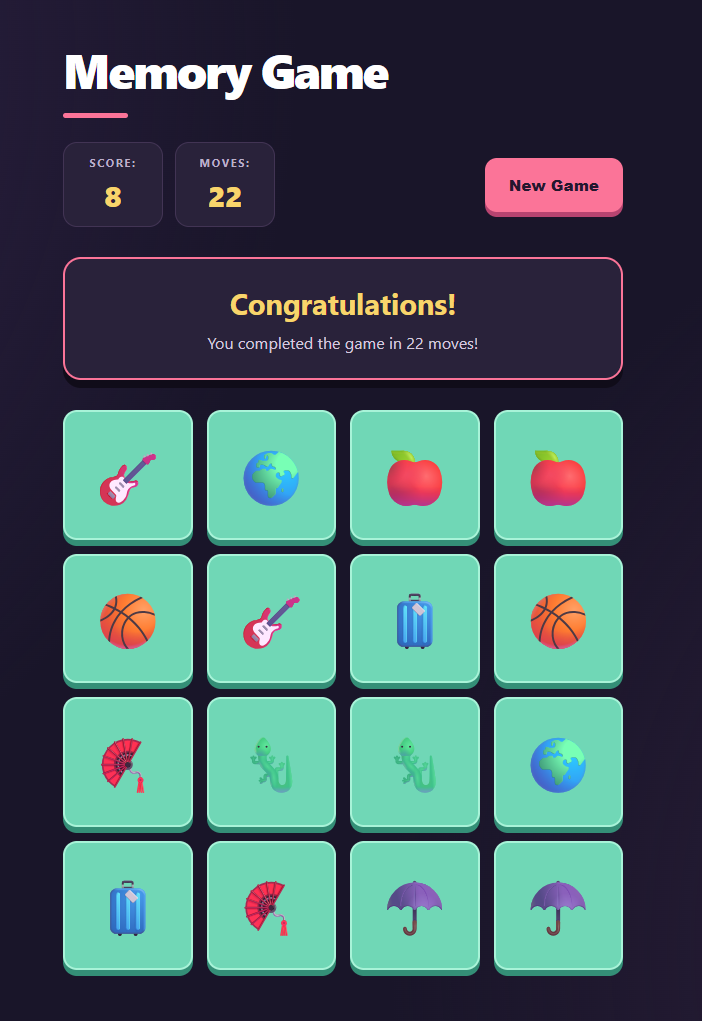 Memory Game
SCORE:
8
MOVES:
22
New Game
Congratulations!
You completed the game in 22 moves!